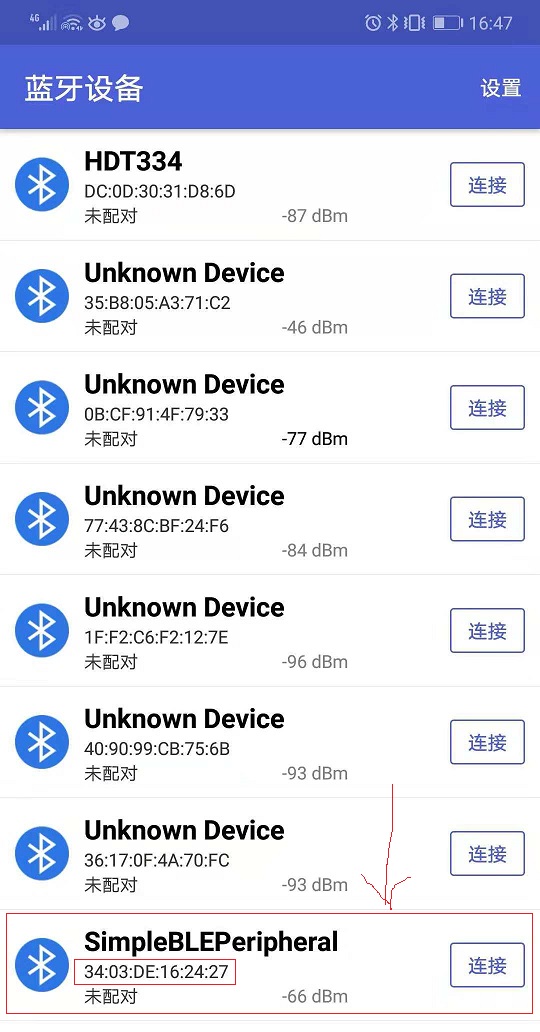 4G 16:47
蓝牙设备 设置
HDT334
DC:0D:30:31:D8:6D
未配对 -87 dBm
连接
Unknown Device
35:B8:05:A3:71:C2
未配对 -46 dBm
连接
Unknown Device
0B:CF:91:4F:79:33
未配对 -77 dBm
连接
Unknown Device
77:43:8C:BF:24:F6
未配对 -84 dBm
连接
Unknown Device
1F:F2:C6:F2:12:7E
未配对 -96 dBm
连接
Unknown Device
40:90:99:CB:75:6B
未配对 -93 dBm
连接
Unknown Device
36:17:0F:4A:70:FC
未配对 -93 dBm
连接
SimpleBLEPeripheral
34:03:DE:16:24:27
未配对 -66 dBm
连接